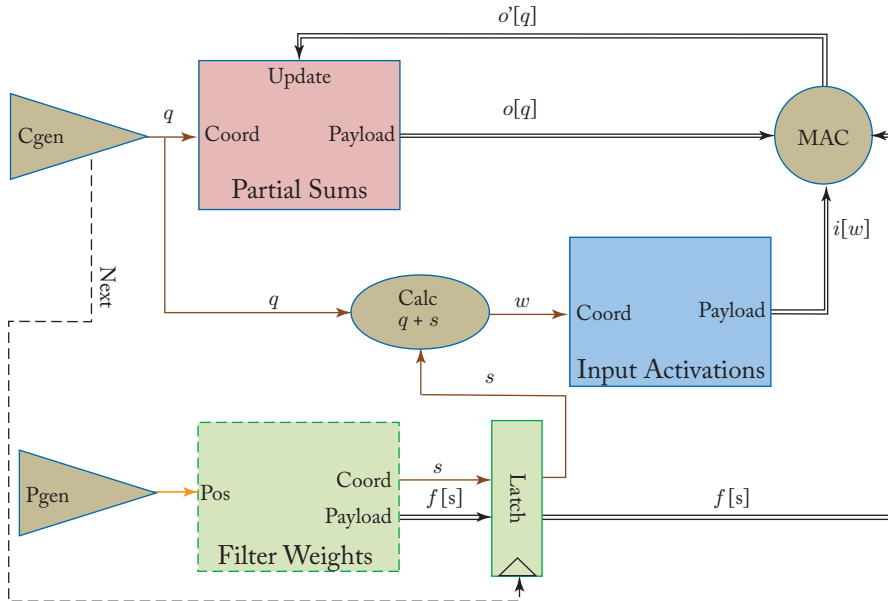 o’[q]
Update
q
o[q]
Cgen
Coord
Payload
MAC
Partial Sums
i[w]
Next
q
Calc
q + s
w
Coord
Payload
Input Activations
s
Pgen
Pos
Coord
s
Payload
f[s]
Latch
f[s]
Filter Weights